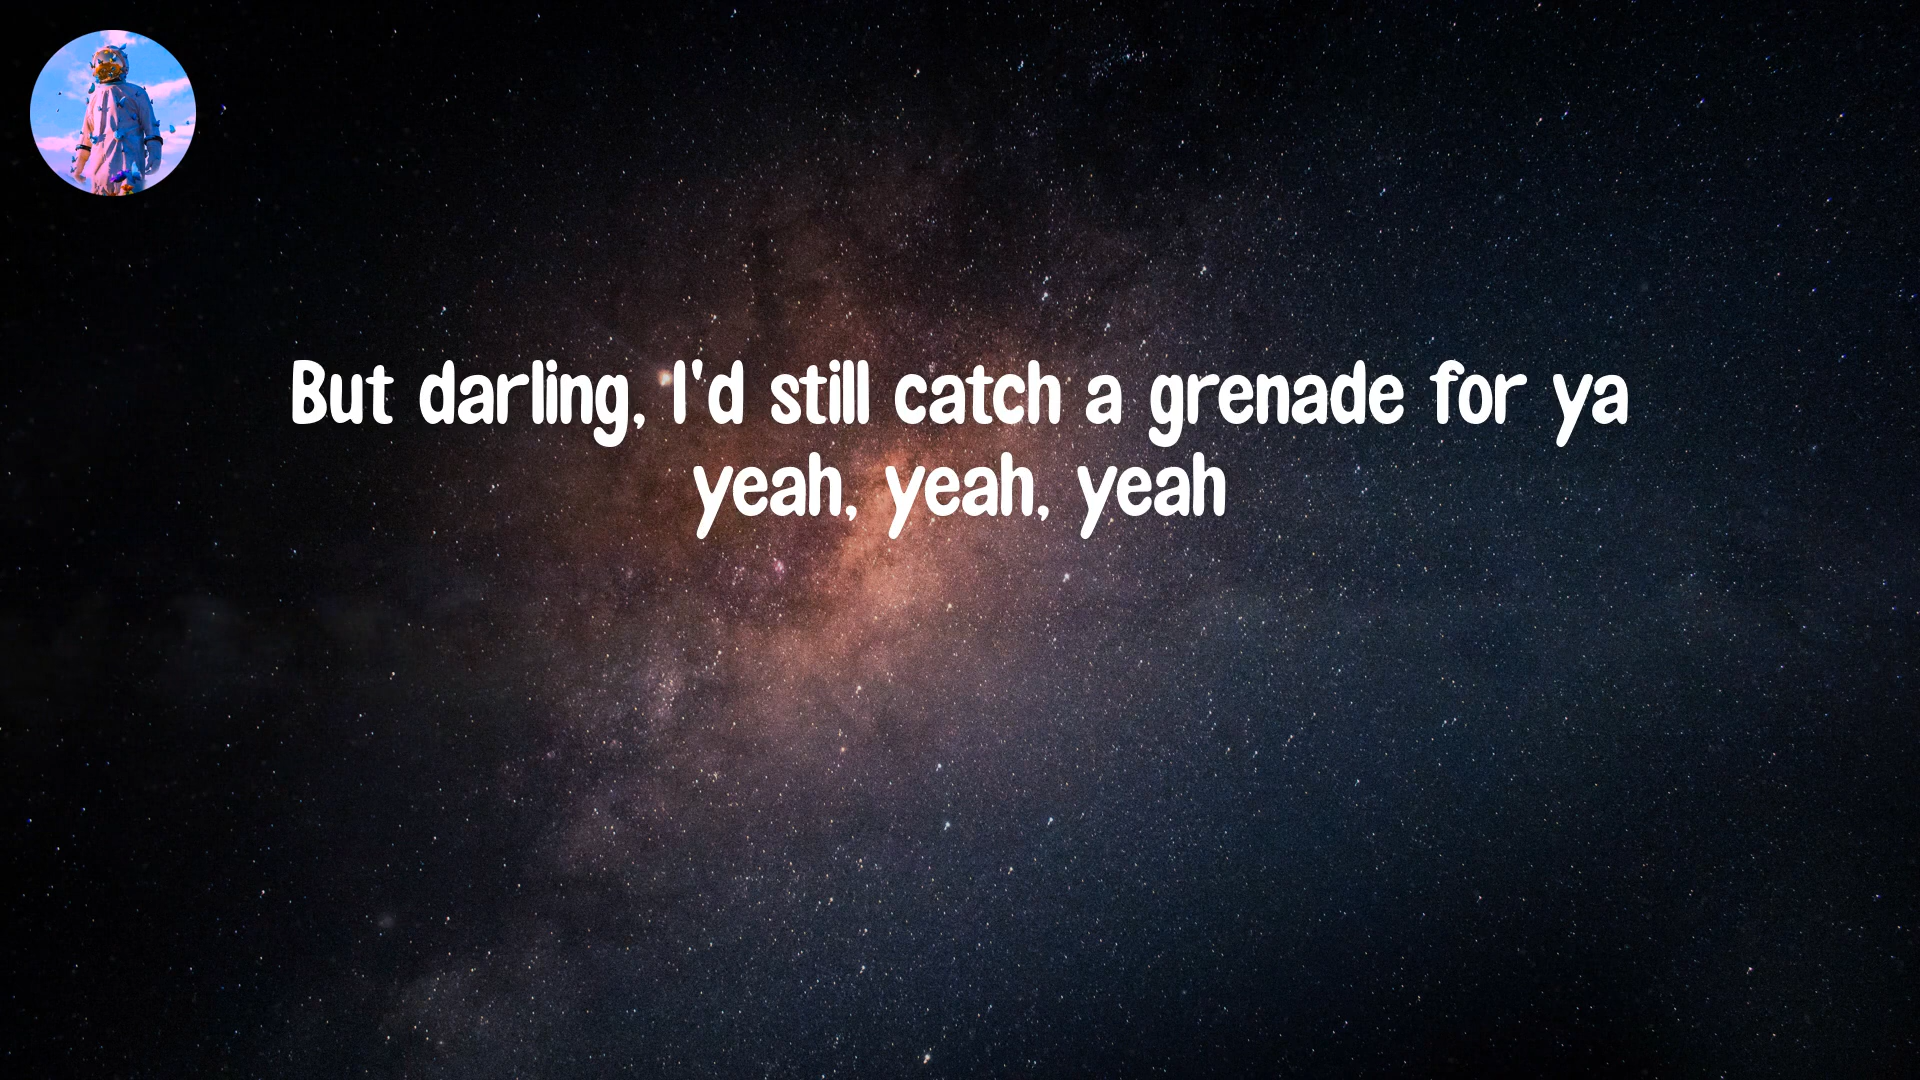 But darling, I'd still catch a grenade for ya
yeah, yeah, yeah